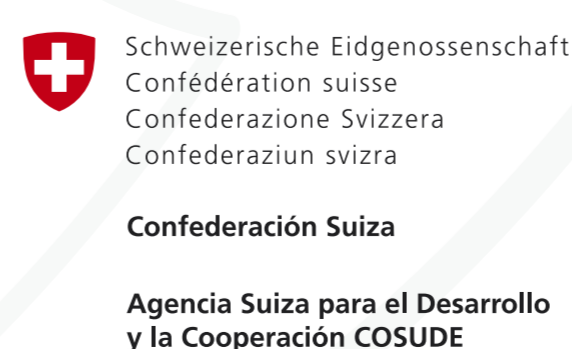 Schweizerische Eidgenossenschaft
Confédération suisse
Confederazione Svizzera
Confederaziun svizra
Confederación Suiza
Agencia Suiza para el Desarrollo
y la Cooperación COSUDE